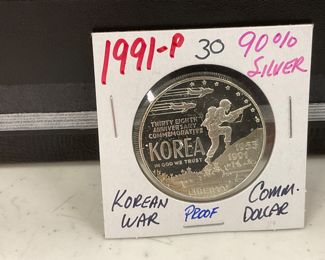 1991-P 30 90% SILVER
THIRTY EIGHTH
ANNIVERSARY
COMMEMORATIVE
KOREA
IN GOD WE TRUST
1953
1991
LIBERTY
KOREAN WAR
PROOF
COMM. DOLLAR